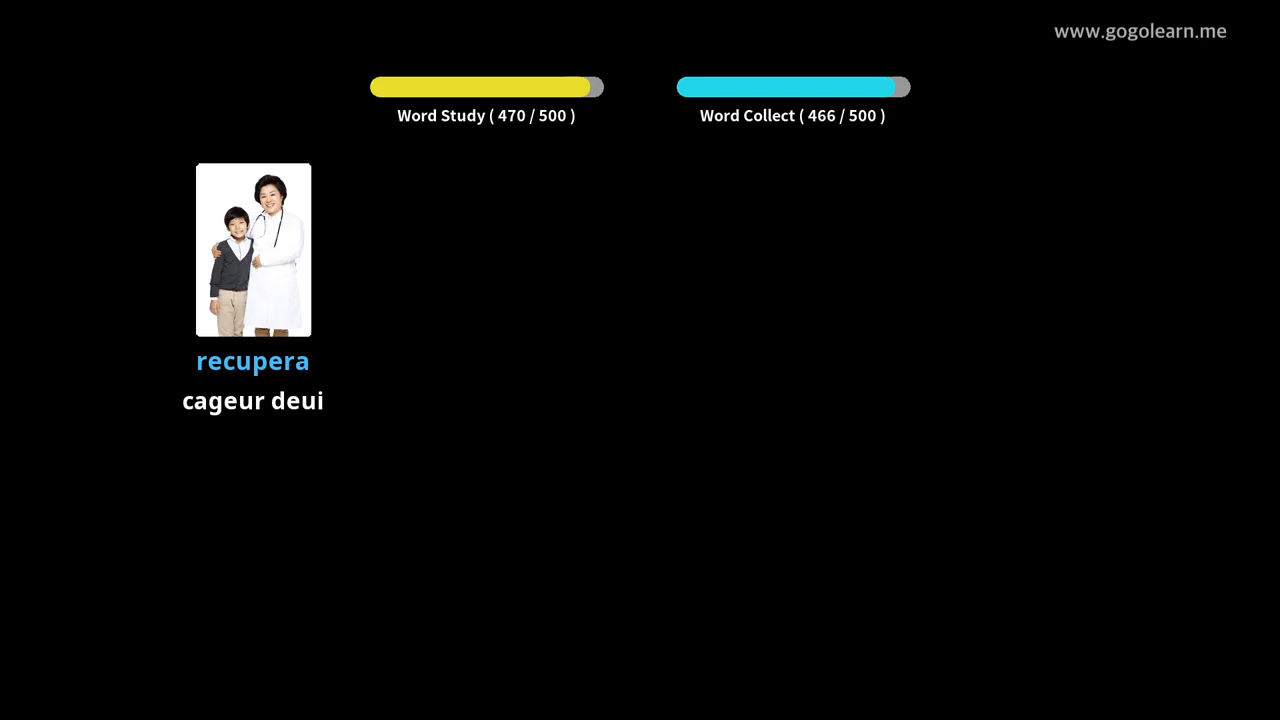 www.gogolearn.me
Word Study ( 470 / 500 )
Word Collect ( 466 / 500 )
recupera
cageur deui